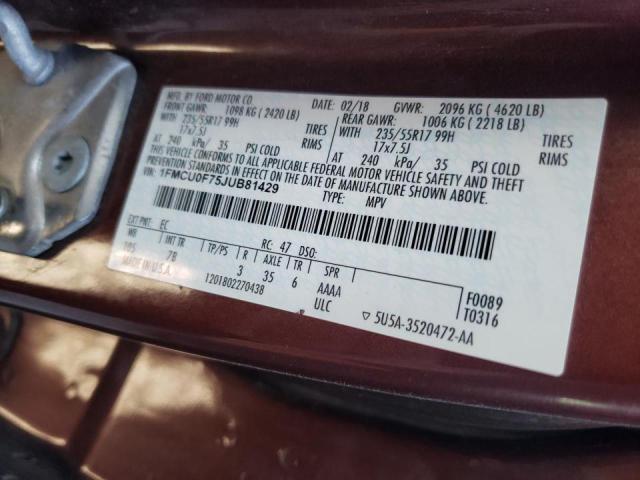 MFD. BY FORD MOTOR CO.
DATE: 02/18 GVWR: 2096 KG ( 4620 LB)
FRONT GAWR: 1098 KG ( 2420 LB)
REAR GAWR: 1006 KG ( 2218 LB)
WITH 235/55R17 99H TIRES
WITH 235/55R17 99H TIRES
17x7.5J RIMS
17x7.5J RIMS
AT 240 kPa/ 35 PSI COLD
AT 240 kPa/ 35 PSI COLD
THIS VEHICLE CONFORMS TO ALL APPLICABLE FEDERAL MOTOR VEHICLE SAFETY AND THEFT
PREVENTION STANDARDS IN EFFECT ON THE DATE OF MANUFACTURE SHOWN ABOVE.
VIN: 1FMCU0F75JUB81429
TYPE: MPV
EXT PNT: EC RC: 47 DSO:
WB INT TR TP/PS R AXLE TR SPR
105 7B 3 35 6 AAAA
MADE IN U.S.A. ULC
1201802270438
F0089
T0316
▽ 5U5A-3520472-AA